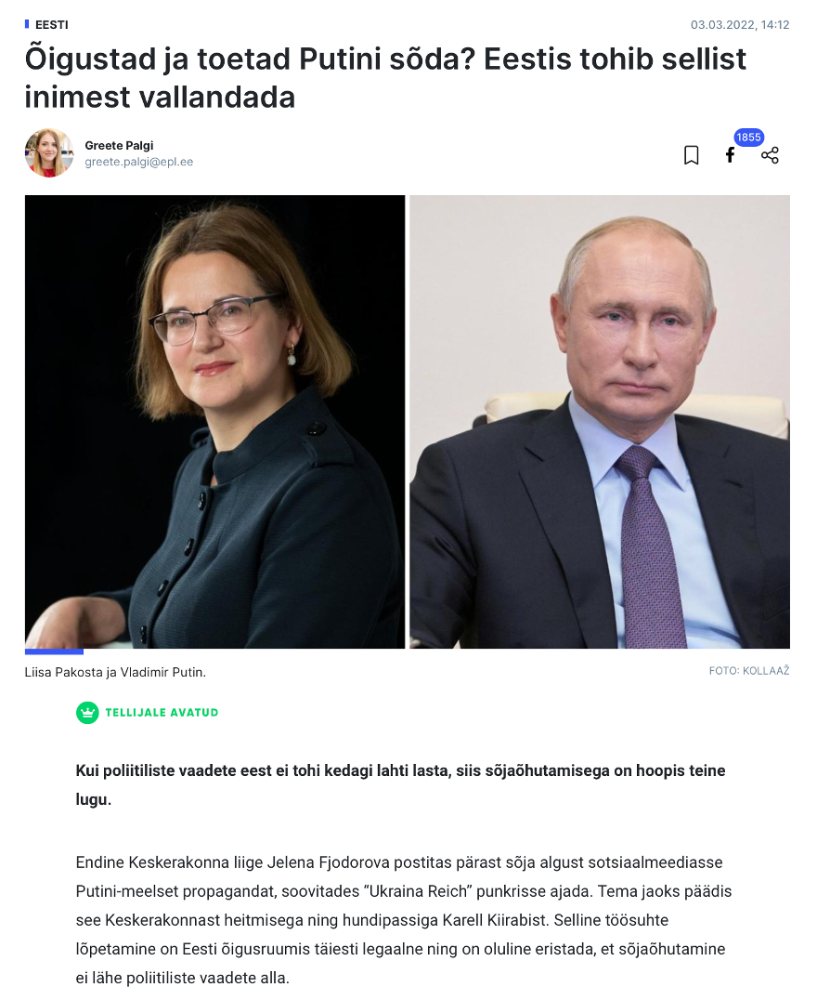 EESTI
03.03.2022, 14:12
Õigustad ja toetad Putini sõda? Eestis tohib sellist
inimest vallandada
Greete Palgi
greete.palgi@epl.ee
1855
Liisa Pakosta ja Vladimir Putin.
FOTO: KOLLAAŽ
TELLIJALE AVATUD
Kui poliitiliste vaadete eest ei tohi kedagi lahti lasta, siis sõjaõhutamisega on hoopis teine
lugu.
Endine Keskerakonna liige Jelena Fjodorova postitas pärast sõja algust sotsiaalmeediasse
Putini-meelset propagandat, soovitades “Ukraina Reich” punkrisse ajada. Tema jaoks päädis
see Keskerakonnast heitmisega ning hundipassiga Karell Kiirabist. Selline töösuhte
lõpetamine on Eesti õigusruumis täiesti legaalne ning on oluline eristada, et sõjaõhutamine
ei lähe poliitiliste vaadete alla.